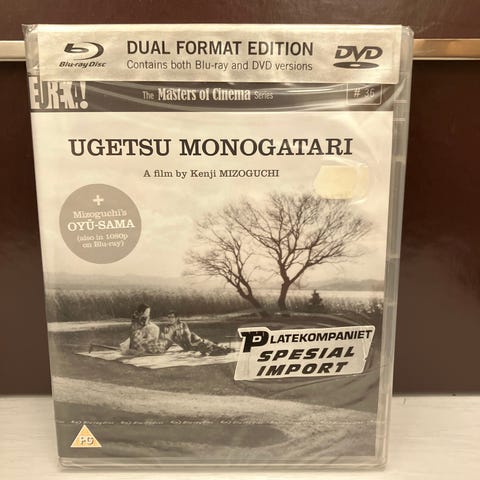 Blu-ray Disc
DUAL FORMAT EDITION
Contains both Blu-ray and DVD versions
DVD
EUREKA!
The Masters of Cinema Series
# 36
UGETSU MONOGATARI
A film by Kenji MIZOGUCHI
+
Mizoguchi's
OYŪ-SAMA
(also in 1080p
on Blu-ray)
PLATEKOMPANIET
SPESIAL
IMPORT
PG